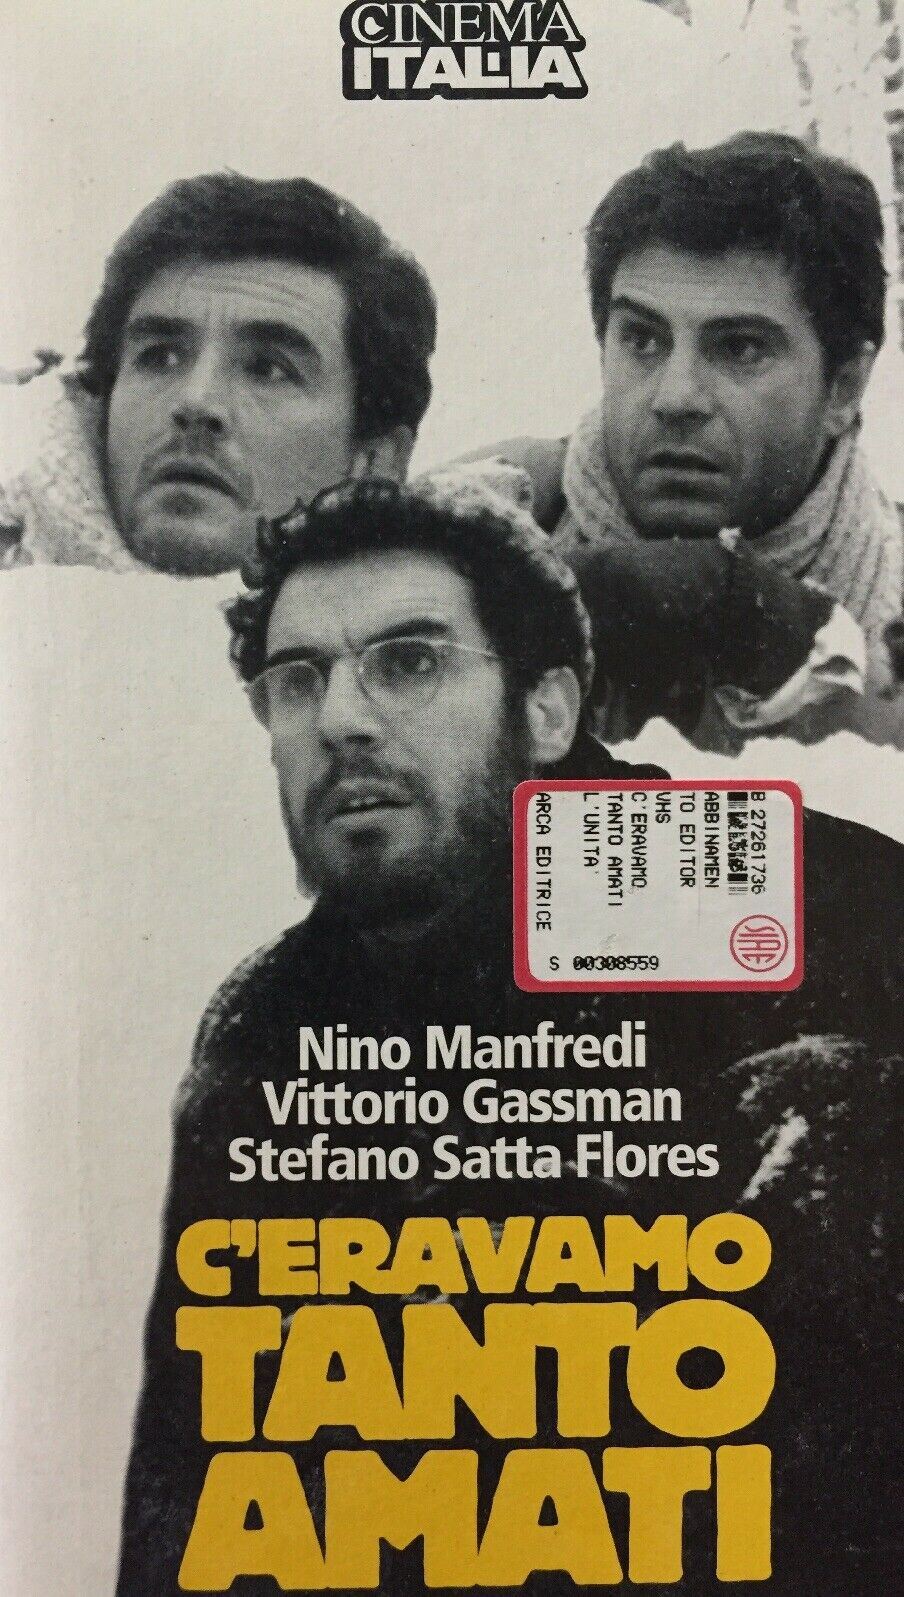 CINEMA
ITALIA
B 27261736
ABBINAMEN
TO EDITOR
VHS
C'ERAVAMO
TANTO AMATI
L'UNITA'
ARCA EDITRICE
S 00308559
SIAE
Nino Manfredi
Vittorio Gassman
Stefano Satta Flores
C'ERAVAMO
TANTO
AMATI